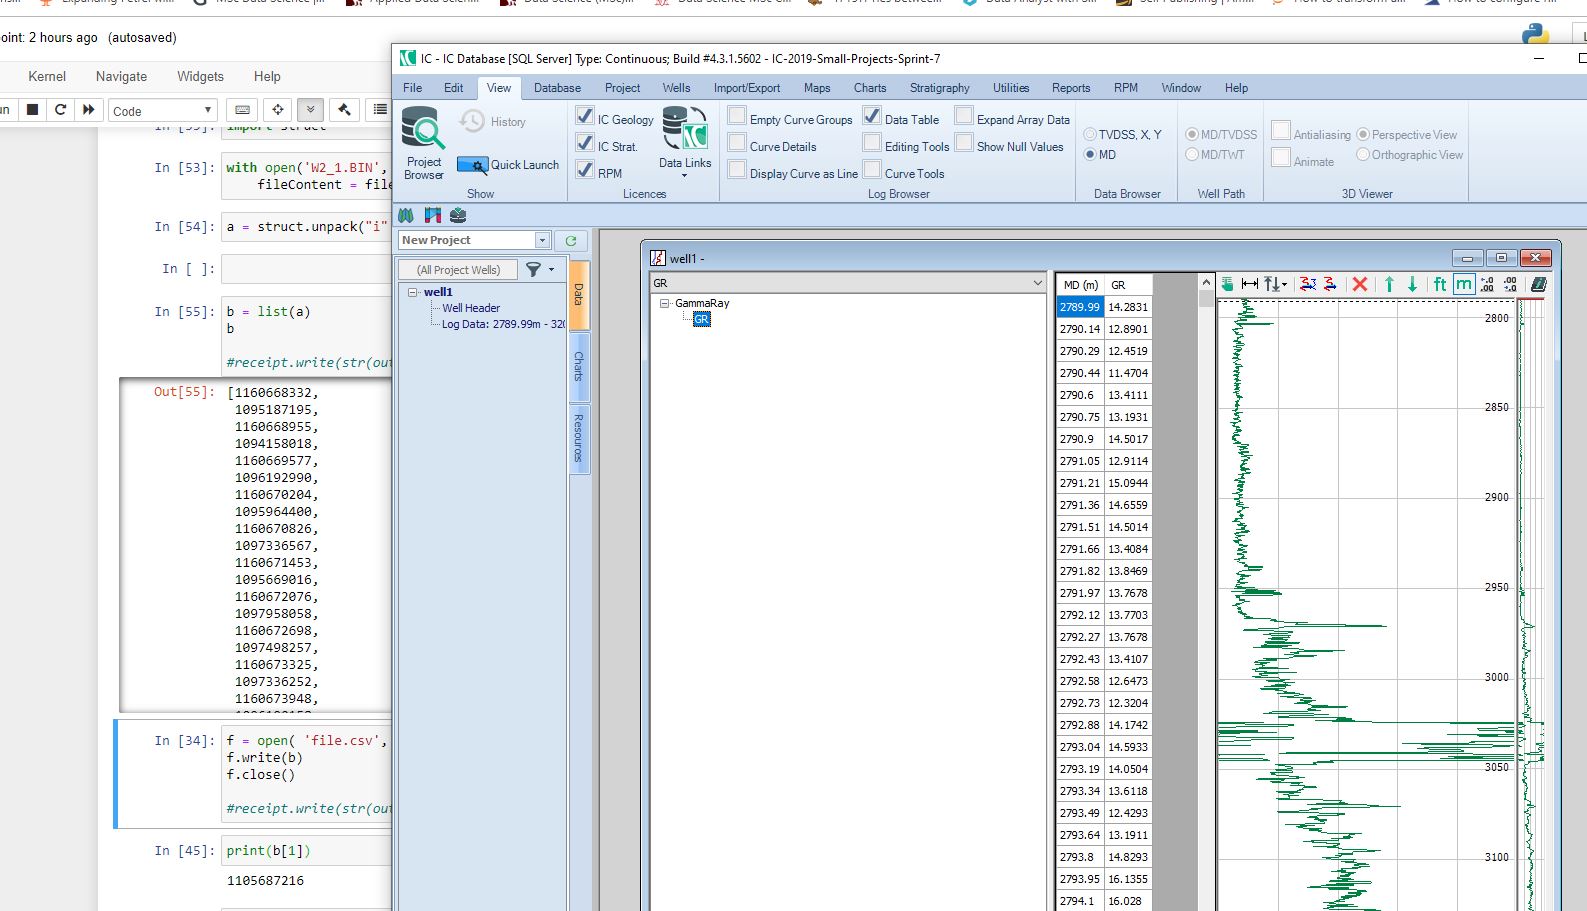 point: 2 hours ago (autosaved)
Kernel Navigate Widgets Help
Code
import struct
In [53]: with open('W2_1.BIN',
fileContent = file
In [54]: a = struct.unpack("i"
In [ ]:
In [55]: b = list(a)
b
#receipt.write(str(out
Out[55]: [1160668332,
1095187195,
1160668955,
1094158018,
1160669577,
1096192990,
1160670204,
1095964400,
1160670826,
1097336567,
1160671453,
1095669016,
1160672076,
1097958058,
1160672698,
1097498257,
1160673325,
1097336252,
1160673948,
In [34]: f = open( 'file.csv',
f.write(b)
f.close()
#receipt.write(str(out
In [45]: print(b[1])
1105687216
IC - IC Database [SQL Server] Type: Continuous; Build #4.3.1.5602 - IC-2019-Small-Projects-Sprint-7
File Edit View Database Project Wells Import/Export Maps Charts Stratigraphy Utilities Reports RPM Window Help
Project Browser
History
Quick Launch
Show
IC Geology
IC Strat.
RPM
Data Links
Licences
Empty Curve Groups Data Table Expand Array Data
Curve Details Editing Tools Show Null Values
Display Curve as Line Curve Tools
Log Browser
TVDSS, X, Y
MD
Data Browser
MD/TVDSS
MD/TWT
Well Path
Antialiasing Perspective View
Animate Orthographic View
3D Viewer
New Project
(All Project Wells)
well1
Well Header
Log Data: 2789.99m - 320
Data
Charts
Resources
well1 -
GR
GammaRay
GR
MD (m) GR
2789.99 14.2831
2790.14 12.8901
2790.29 12.4519
2790.44 11.4704
2790.6 13.4111
2790.75 13.1931
2790.9 14.5017
2791.05 12.9114
2791.21 15.0944
2791.36 14.6559
2791.51 14.5014
2791.66 13.4084
2791.82 13.8469
2791.97 13.7678
2792.12 13.7703
2792.27 13.7678
2792.43 13.4107
2792.58 12.6473
2792.73 12.3204
2792.88 14.1742
2793.04 14.5933
2793.19 14.0504
2793.34 13.6118
2793.49 12.4293
2793.64 13.1911
2793.8 14.8293
2793.95 16.1355
2794.1 16.028
ft m
2800
2850
2900
2950
3000
3050
3100